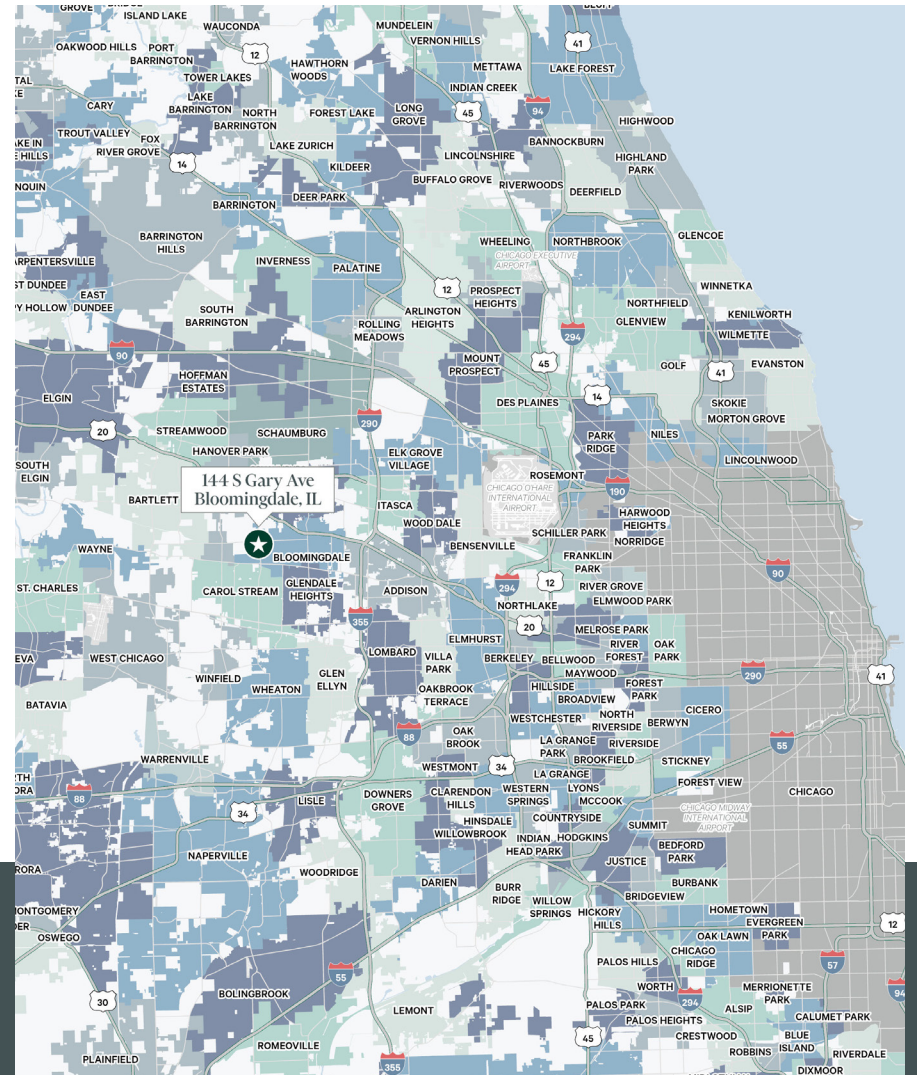 GROVE
ISLAND LAKE
WAUCONDA
MUNDELEIN
VERNON HILLS
OAKWOOD HILLS
PORT
BARRINGTON
12
41
HAWTHORN
WOODS
METTAWA
LAKE FOREST
TOWER LAKES
INDIAN CREEK
CARY
LAKE
BARRINGTON
NORTH
BARRINGTON
FOREST LAKE
LONG
GROVE
45
94
HIGHWOOD
TROUT VALLEY
FOX
RIVER GROVE
LAKE ZURICH
BANNOCKBURN
14
KILDEER
LINCOLNSHIRE
HIGHLAND
PARK
BUFFALO GROVE
RIVERWOODS
DEERFIELD
DEER PARK
BARRINGTON
BARRINGTON
HILLS
WHEELING
NORTHBROOK
GLENCOE
CHICAGO EXECUTIVE
AIRPORT
INVERNESS
PALATINE
EAST
DUNDEE
12
PROSPECT
HEIGHTS
WINNETKA
NORTHFIELD
SOUTH
BARRINGTON
ARLINGTON
HEIGHTS
GLENVIEW
KENILWORTH
WILMETTE
ROLLING
MEADOWS
294
90
MOUNT
PROSPECT
45
GOLF
41
EVANSTON
HOFFMAN
ESTATES
ELGIN
DES PLAINES
14
SKOKIE
MORTON GROVE
20
290
STREAMWOOD
SCHAUMBURG
PARK
RIDGE
NILES
HANOVER PARK
ELK GROVE
VILLAGE
LINCOLNWOOD
SOUTH
ELGIN
144 S Gary Ave
Bloomingdale, IL
ROSEMONT
190
CHICAGO O'HARE
INTERNATIONAL
AIRPORT
BARTLETT
ITASCA
WOOD DALE
HARWOOD
HEIGHTS
SCHILLER PARK
NORRIDGE
WAYNE
BLOOMINGDALE
BENSENVILLE
FRANKLIN
PARK
90
ST. CHARLES
CAROL STREAM
GLENDALE
HEIGHTS
ADDISON
294
12
RIVER GROVE
ELMWOOD PARK
NORTHLAKE
355
20
MELROSE PARK
ELMHURST
RIVER
FOREST
OAK
PARK
WEST CHICAGO
LOMBARD
VILLA
PARK
BERKELEY
BELLWOOD
MAYWOOD
290
41
WINFIELD
GLEN
ELLYN
WHEATON
OAKBROOK
TERRACE
HILLSIDE
FOREST
PARK
BROADVIEW
BATAVIA
CICERO
WESTCHESTER
NORTH
RIVERSIDE
BERWYN
88
OAK
BROOK
55
LA GRANGE
PARK
RIVERSIDE
WARRENVILLE
WESTMONT
34
BROOKFIELD
STICKNEY
LA GRANGE
FOREST VIEW
88
LISLE
DOWNERS
GROVE
CLARENDON
HILLS
WESTERN
SPRINGS
LYONS
MCCOOK
CHICAGO
34
CHICAGO MIDWAY
INTERNATIONAL
AIRPORT
HINSDALE
COUNTRYSIDE
SUMMIT
WILLOWBROOK
INDIAN
HEAD PARK
HODGKINS
NAPERVILLE
BEDFORD
PARK
JUSTICE
WOODRIDGE
DARIEN
BURR
RIDGE
BURBANK
BRIDGEVIEW
WILLOW
SPRINGS
HICKORY
HILLS
HOMETOWN
EVERGREEN
PARK
12
OSWEGO
OAK LAWN
CHICAGO
RIDGE
PALOS HILLS
57
55
WORTH
MERRIONETTE
PARK
94
BOLINGBROOK
30
LEMONT
PALOS PARK
294
ALSIP
CALUMET PARK
PALOS HEIGHTS
45
CRESTWOOD
BLUE
ISLAND
ROMEOVILLE
ROBBINS
RIVERDALE
PLAINFIELD
355
DIXMOOR